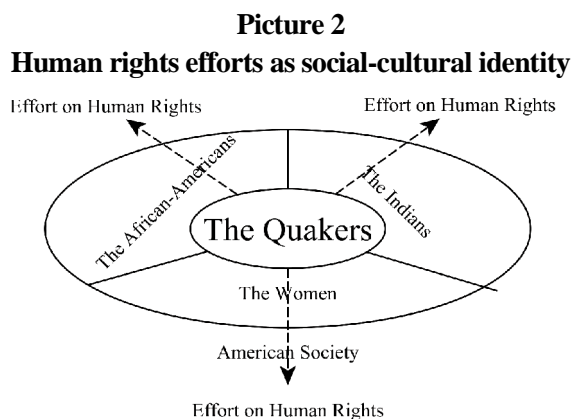 Picture 2
Human rights efforts as social-cultural identity
Effort on Human Rights
Effort on Human Rights
The African-Americans
The Indians
The Quakers
The Women
American Society
Effort on Human Rights